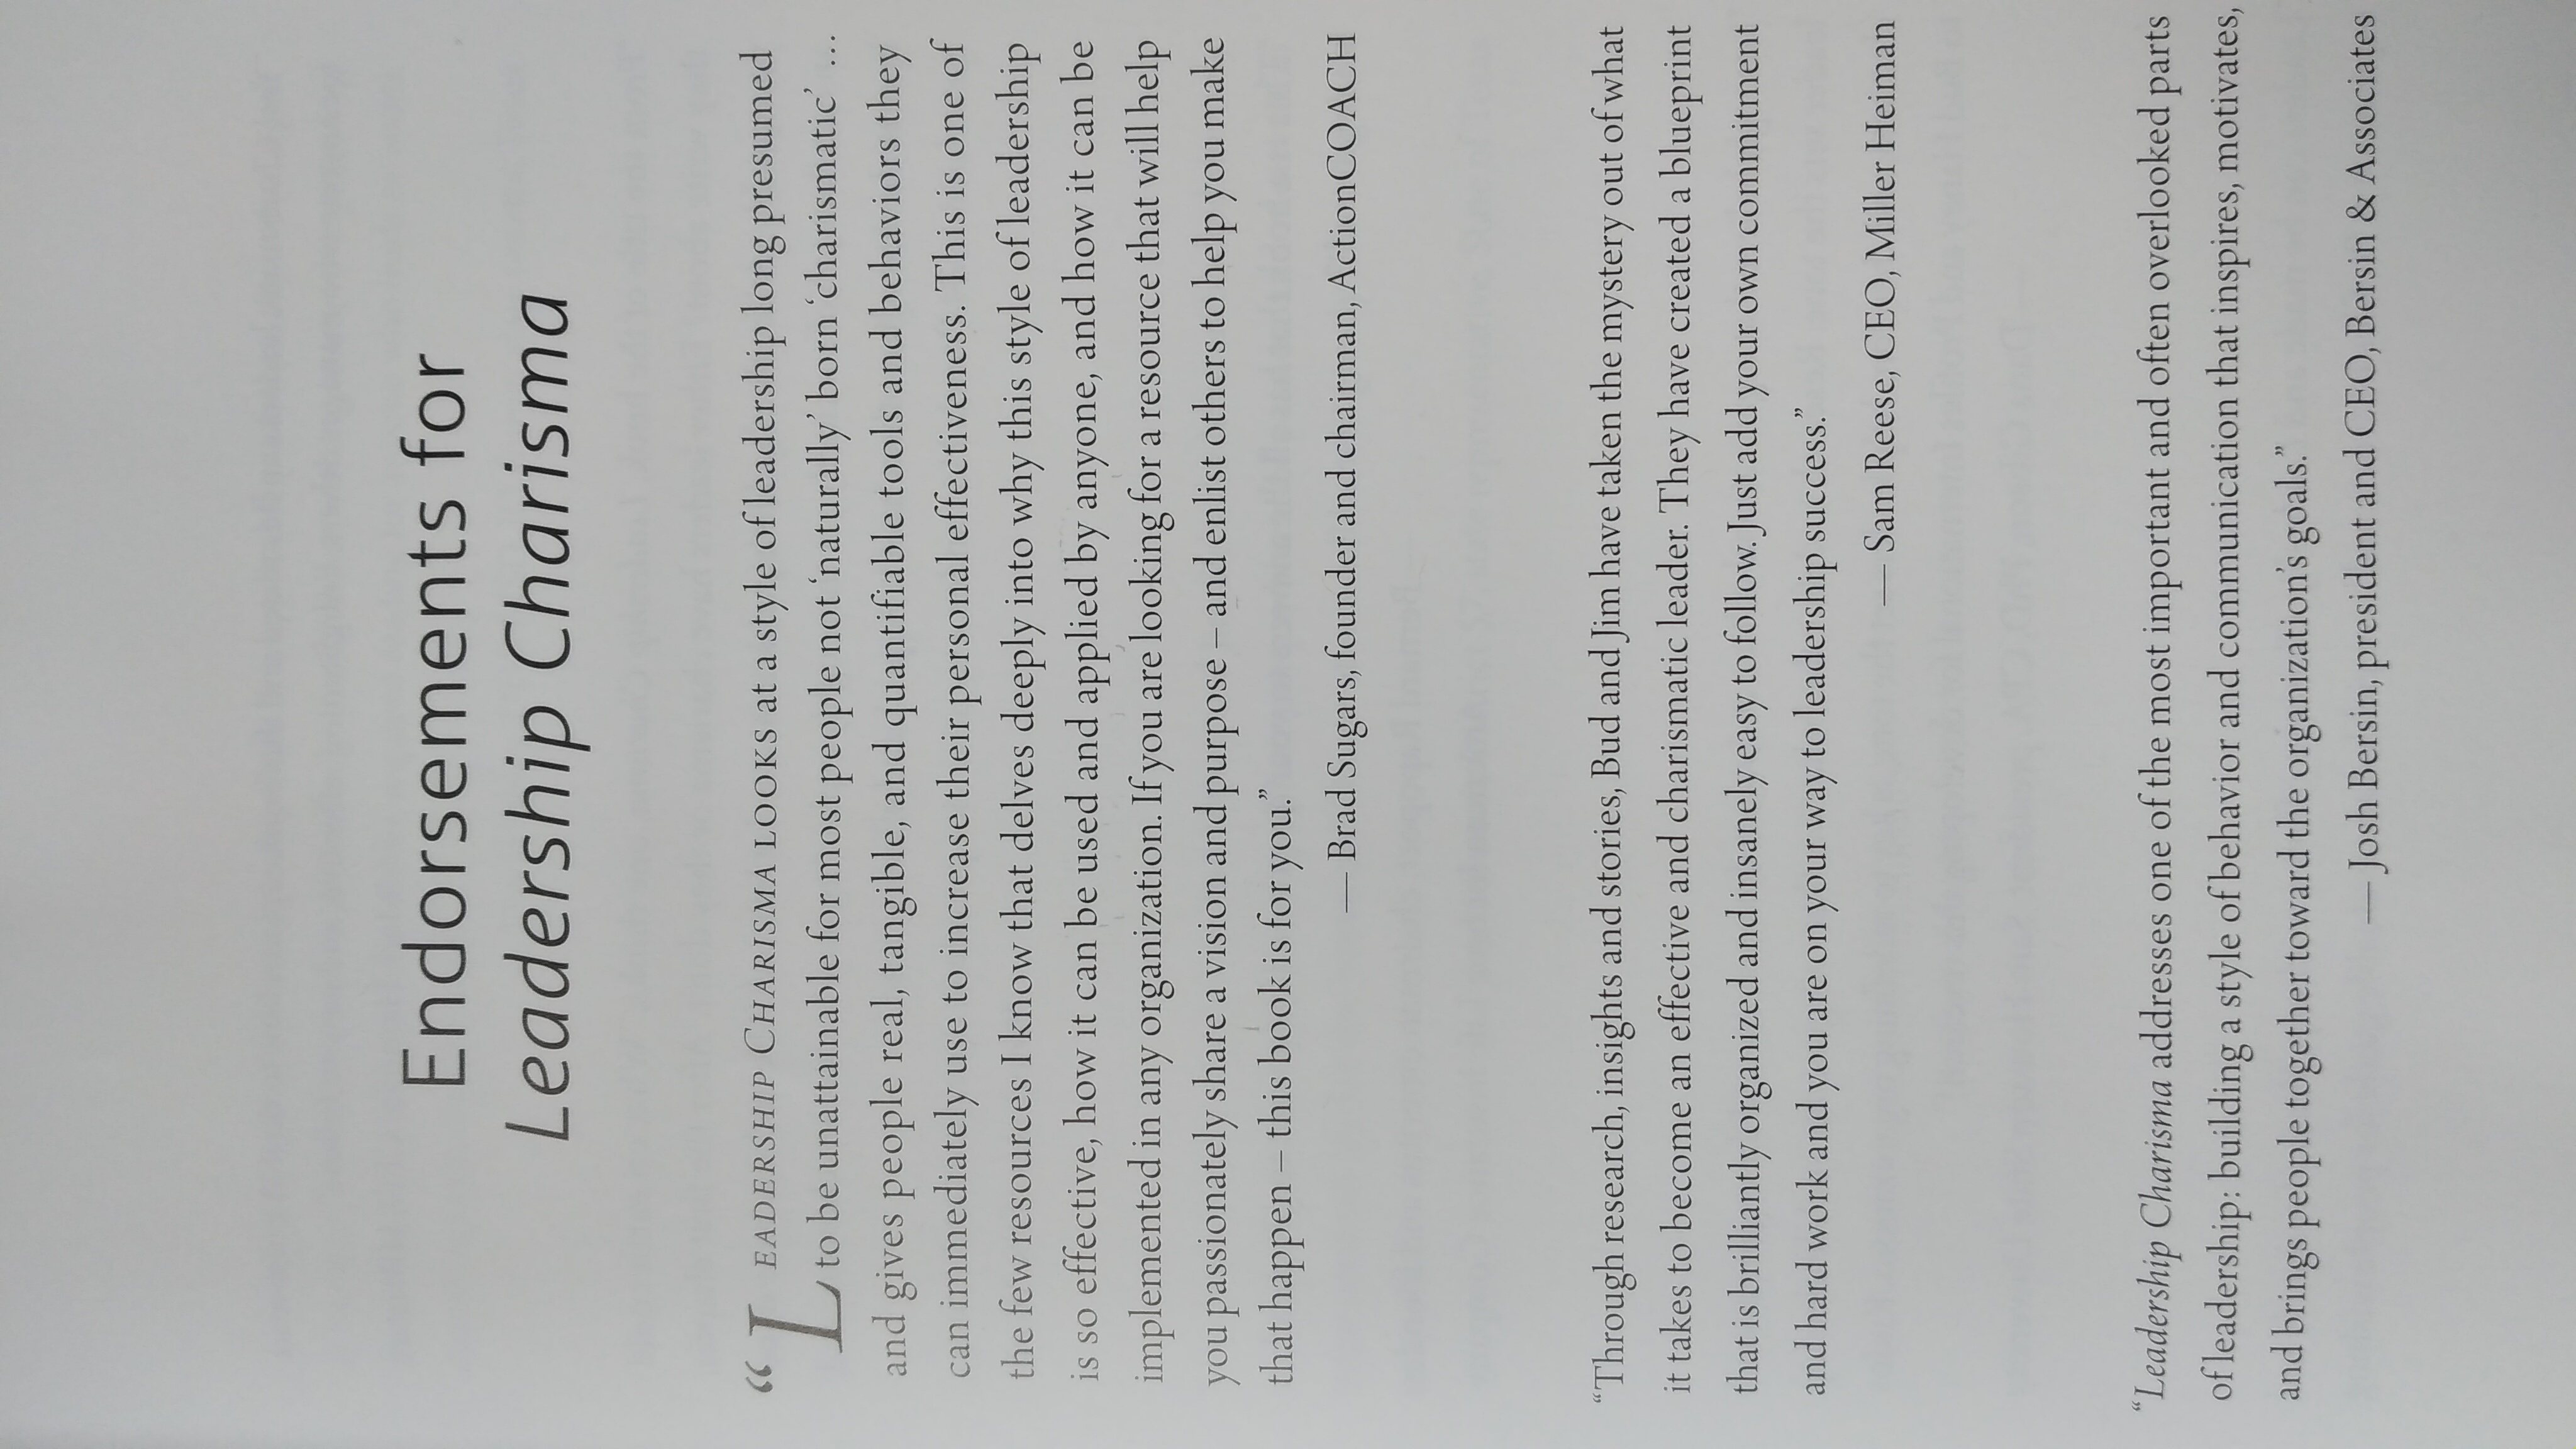 Endorsements for
Leadership Charisma
“LEADERSHIP CHARISMA LOOKS at a style of leadership long presumed
to be unattainable for most people not ‘naturally’ born ‘charismatic’ ...
and gives people real, tangible, and quantifiable tools and behaviors they
can immediately use to increase their personal effectiveness. This is one of
the few resources I know that delves deeply into why this style of leadership
is so effective, how it can be used and applied by anyone, and how it can be
implemented in any organization. If you are looking for a resource that will help
you passionately share a vision and purpose – and enlist others to help you make
that happen – this book is for you.”
— Brad Sugars, founder and chairman, ActionCOACH
“Through research, insights and stories, Bud and Jim have taken the mystery out of what
it takes to become an effective and charismatic leader. They have created a blueprint
that is brilliantly organized and insanely easy to follow. Just add your own commitment
and hard work and you are on your way to leadership success.”
— Sam Reese, CEO, Miller Heiman
“Leadership Charisma addresses one of the most important and often overlooked parts
of leadership: building a style of behavior and communication that inspires, motivates,
and brings people together toward the organization’s goals.”
— Josh Bersin, president and CEO, Bersin & Associates